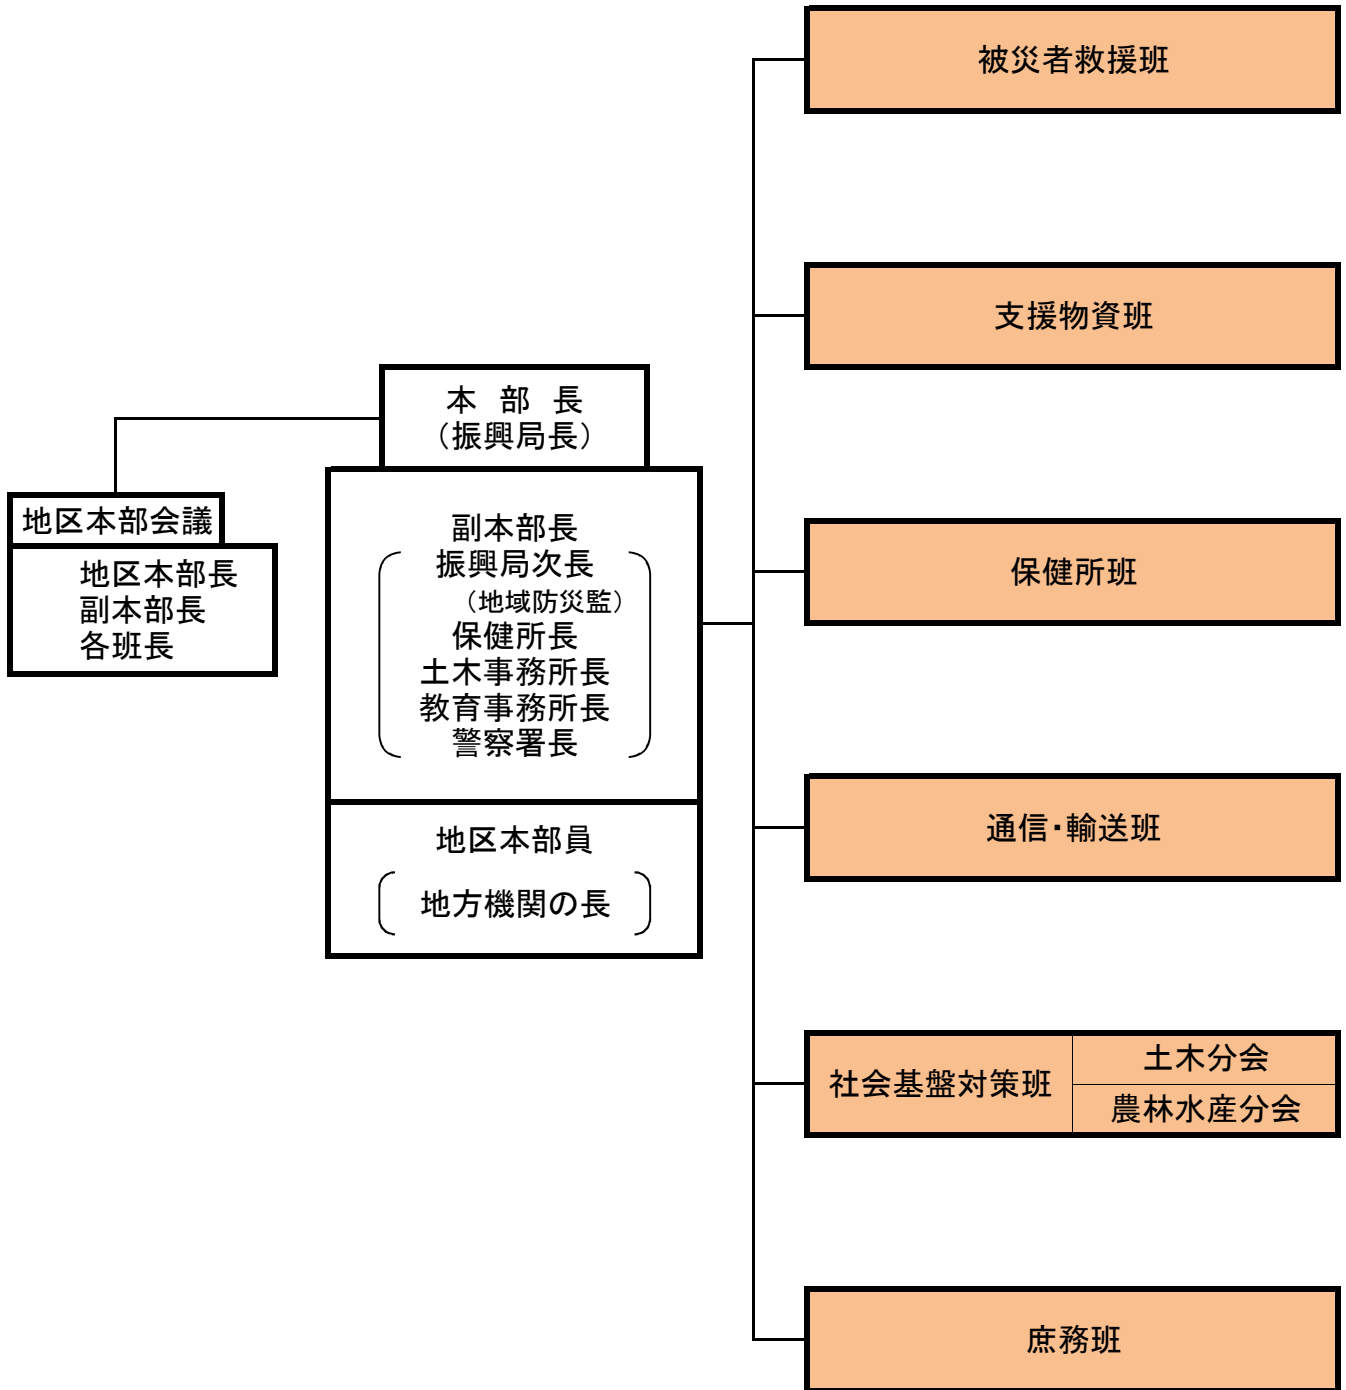 被災者救援班
支援物資班
本　部　長
（振興局長）
地区本部会議
地区本部長
副本部長
各班長
副本部長
振興局次長
（地域防災監）
保健所長
土木事務所長
教育事務所長
警察署長
地区本部員
地方機関の長
保健所班
通信・輸送班
社会基盤対策班
土木分会
農林水産分会
庶務班